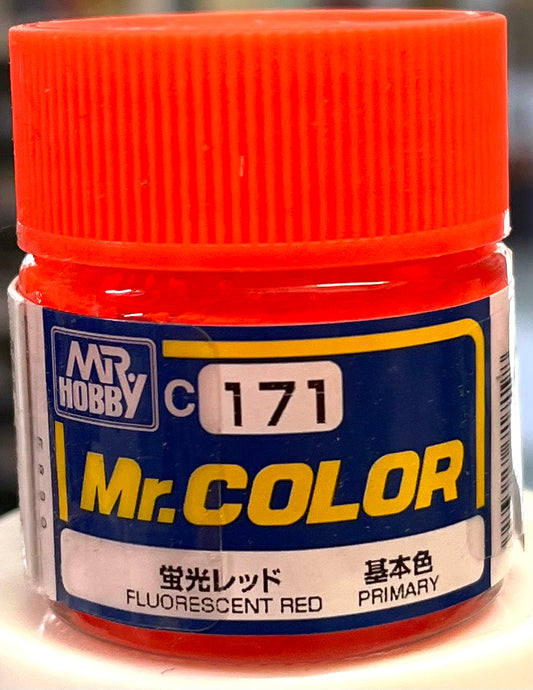 MR.
HOBBY
C 171
Mr.COLOR
蛍光レッド 基本色
FLUORESCENT RED PRIMARY